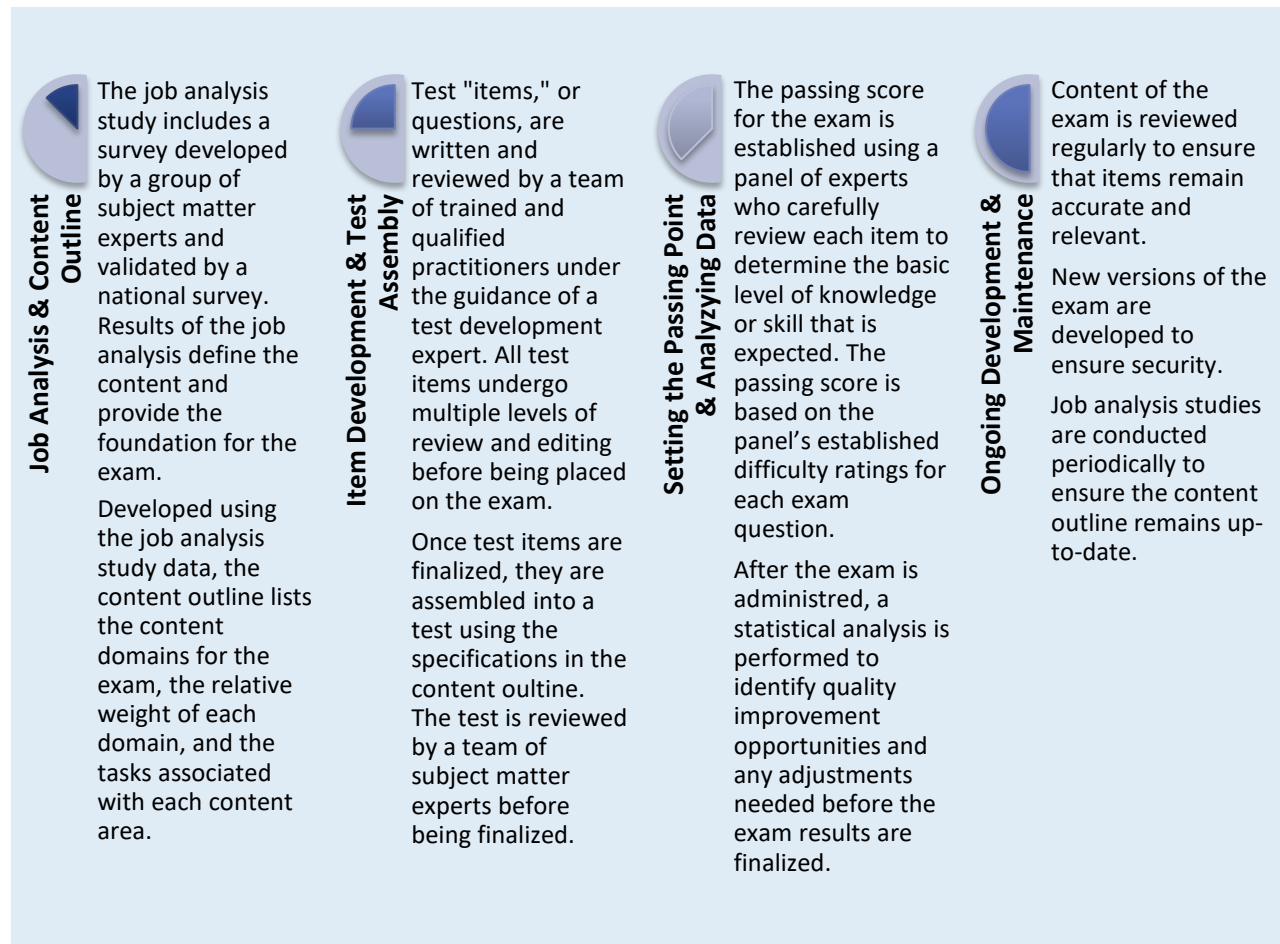 Job Analysis & Content
Outline
The job analysis
study includes a
survey developed
by a group of
subject matter
experts and
validated by a
national survey.
Results of the job
analysis define the
content and
provide the
foundation for the
exam.
Developed using
the job analysis
study data, the
content outline lists
the content
domains for the
exam, the relative
weight of each
domain, and the
tasks associated
with each content
area.
Item Development & Test
Assembly
Test "items," or
questions, are
written and
reviewed by a team
of trained and
qualified
practitioners under
the guidance of a
test development
expert. All test
items undergo
multiple levels of
review and editing
before being placed
on the exam.
Once test items are
finalized, they are
assembled into a
test using the
specifications in the
content oultine.
The test is reviewed
by a team of
subject matter
experts before
being finalized.
Setting the Passing Point
& Analyzying Data
The passing score
for the exam is
established using a
panel of experts
who carefully
review each item to
determine the basic
level of knowledge
or skill that is
expected. The
passing score is
based on the
panel’s established
difficulty ratings for
each exam
question.
After the exam is
administred, a
statistical analysis is
performed to
identify quality
improvement
opportunities and
any adjustments
needed before the
exam results are
finalized.
Ongoing Development &
Maintenance
Content of the
exam is reviewed
regularly to ensure
that items remain
accurate and
relevant.
New versions of the
exam are
developed to
ensure security.
Job analysis studies
are conducted
periodically to
ensure the content
outline remains up-
to-date.